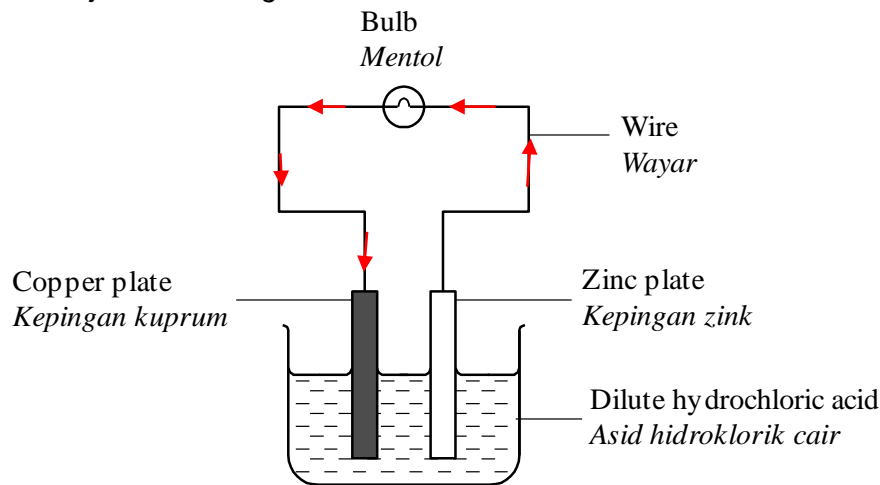 Bulb
Mentol
Wire
Wayar
Copper plate
Kepingan kuprum
Zinc plate
Kepingan zink
Dilute hydrochloric acid
Asid hidroklorik cair